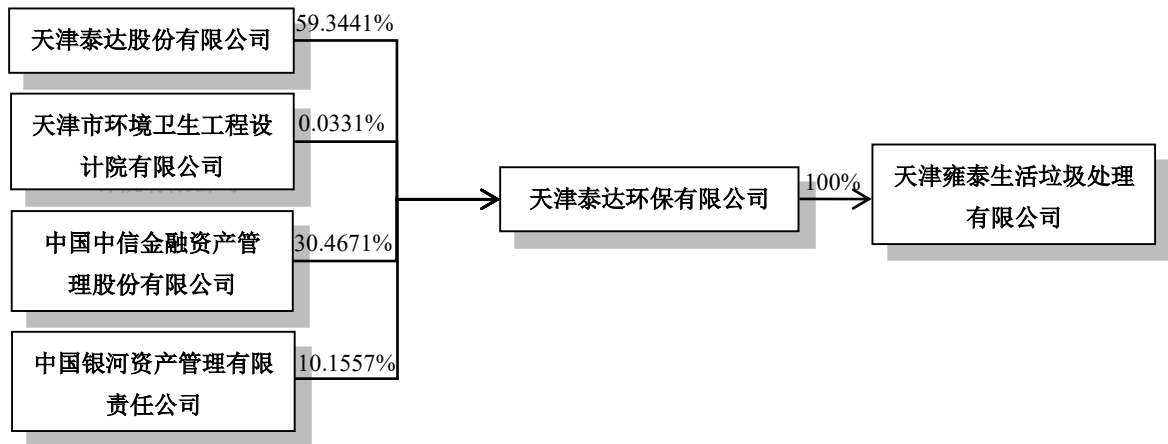 天津泰达股份有限公司
59.3441%
天津市环境卫生工程设
计院有限公司
0.0331%
中国中信金融资产管
理股份有限公司
30.4671%
中国银河资产管理有限
责任公司
10.1557%
天津泰达环保有限公司
100%
天津雍泰生活垃圾处理
有限公司